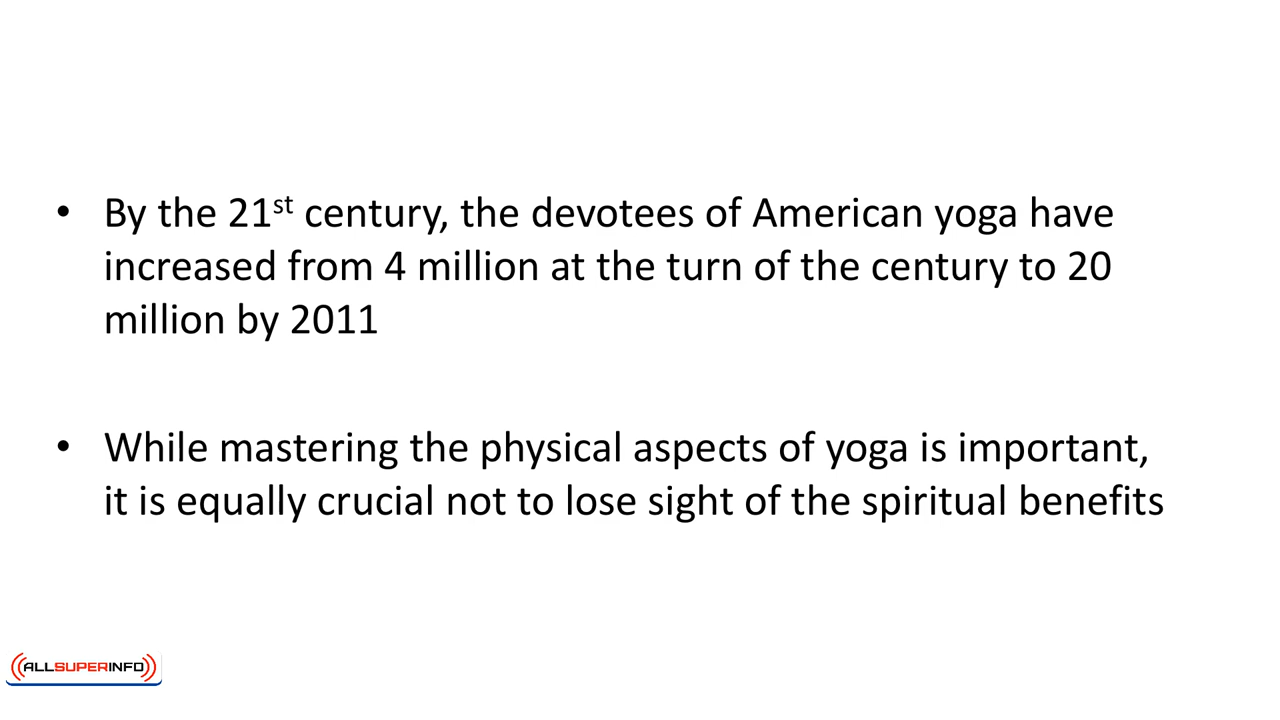 • By the 21st century, the devotees of American yoga have
increased from 4 million at the turn of the century to 20
million by 2011
• While mastering the physical aspects of yoga is important,
it is equally crucial not to lose sight of the spiritual benefits
ALLSUPERINFO